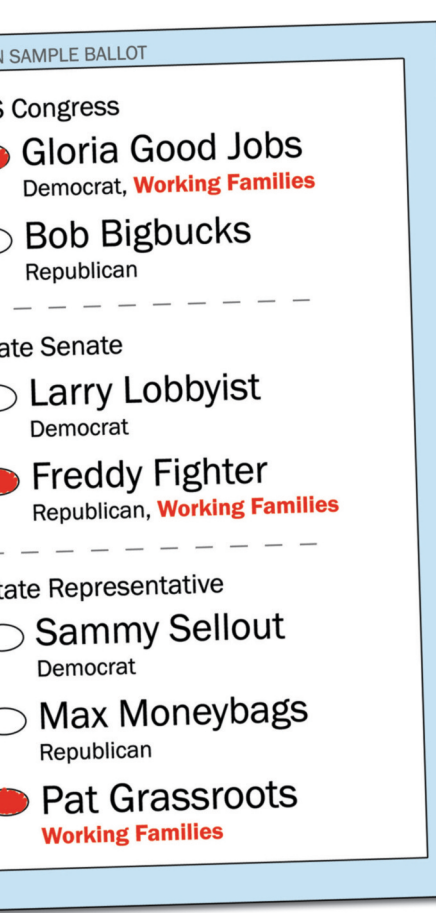 SAMPLE BALLOT
Congress
Gloria Good Jobs
Democrat, Working Families
Bob Bigbucks
Republican
Senate
Larry Lobbyist
Democrat
Freddy Fighter
Republican, Working Families
Representative
Sammy Sellout
Democrat
Max Moneybags
Republican
Pat Grassroots
Working Families